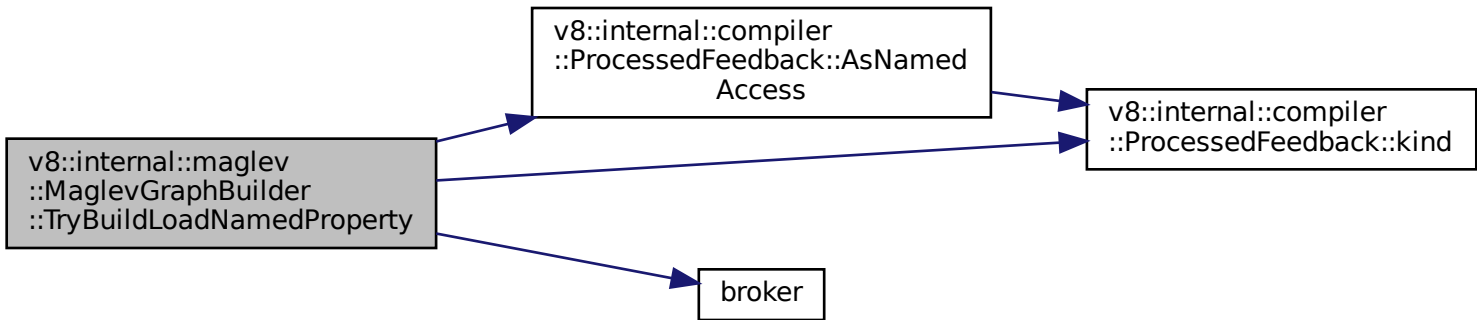 v8::internal::maglev
::MaglevGraphBuilder
::TryBuildLoadNamedProperty
v8::internal::compiler
::ProcessedFeedback::AsNamed
Access
v8::internal::compiler
::ProcessedFeedback::kind
broker